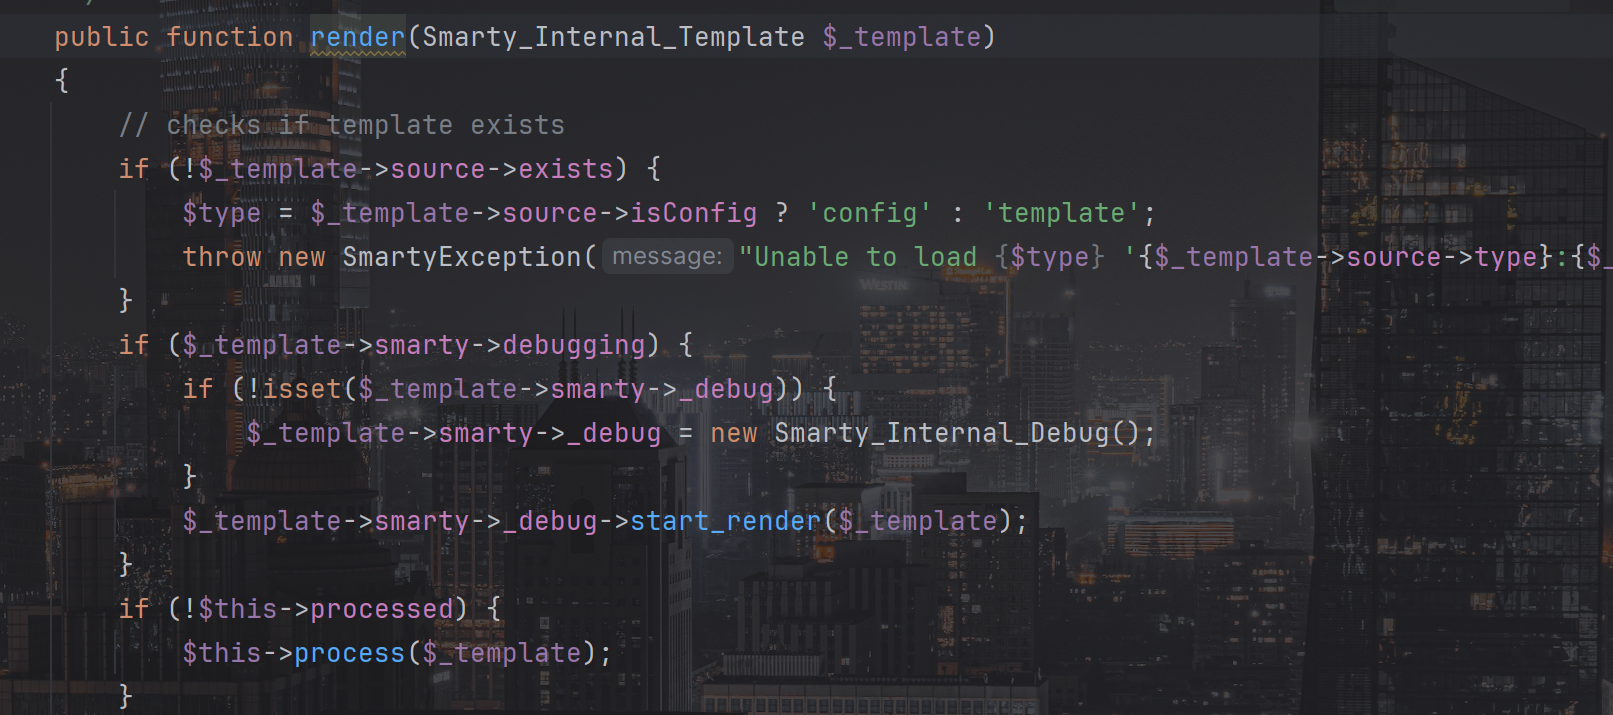 public function render(Smarty_Internal_Template $_template)
{
// checks if template exists
if (!$_template->source->exists) {
$type = $_template->source->isConfig ? 'config' : 'template';
throw new SmartyException( message: "Unable to load {$type} '{$_template->source->type}:{$_
}
if ($_template->smarty->debugging) {
if (!isset($_template->smarty->_debug)) {
$_template->smarty->_debug = new Smarty_Internal_Debug();
}
$_template->smarty->_debug->start_render($_template);
}
if (!$this->processed) {
$this->process($_template);
}
WESTIN